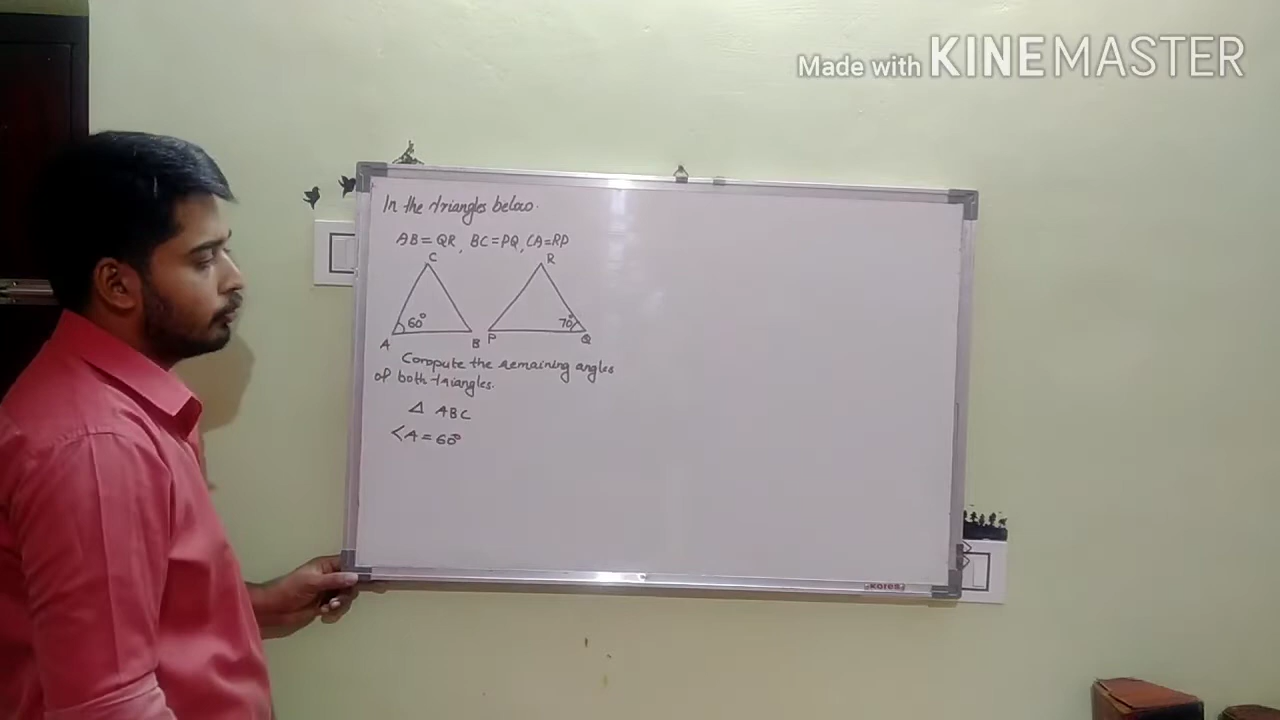 Made with KINEMASTER
In the triangles below.
AB = QR, BC = PQ, CA = RP
C
R
60°
70°
A
B
P
Q
Compute the remaining angles
of both triangles.
△ ABC
<A = 60°
KORES